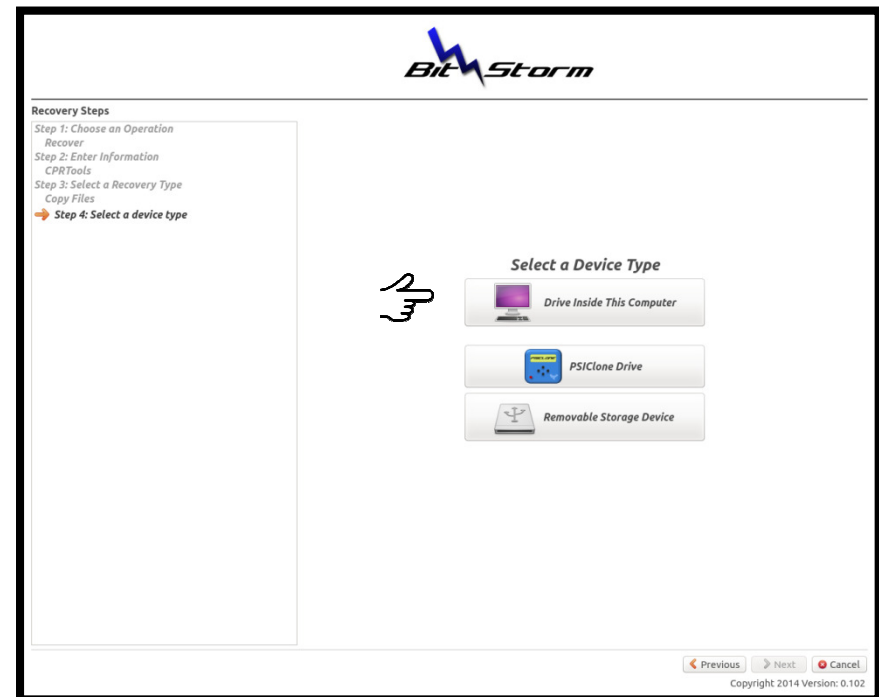 Bit Storm
Recovery Steps
Step 1: Choose an Operation
Recover
Step 2: Enter Information
CPRTools
Step 3: Select a Recovery Type
Copy Files
Step 4: Select a device type
Select a Device Type
Drive Inside This Computer
PSIClone Drive
Removable Storage Device
Previous Next Cancel
Copyright 2014 Version: 0.102